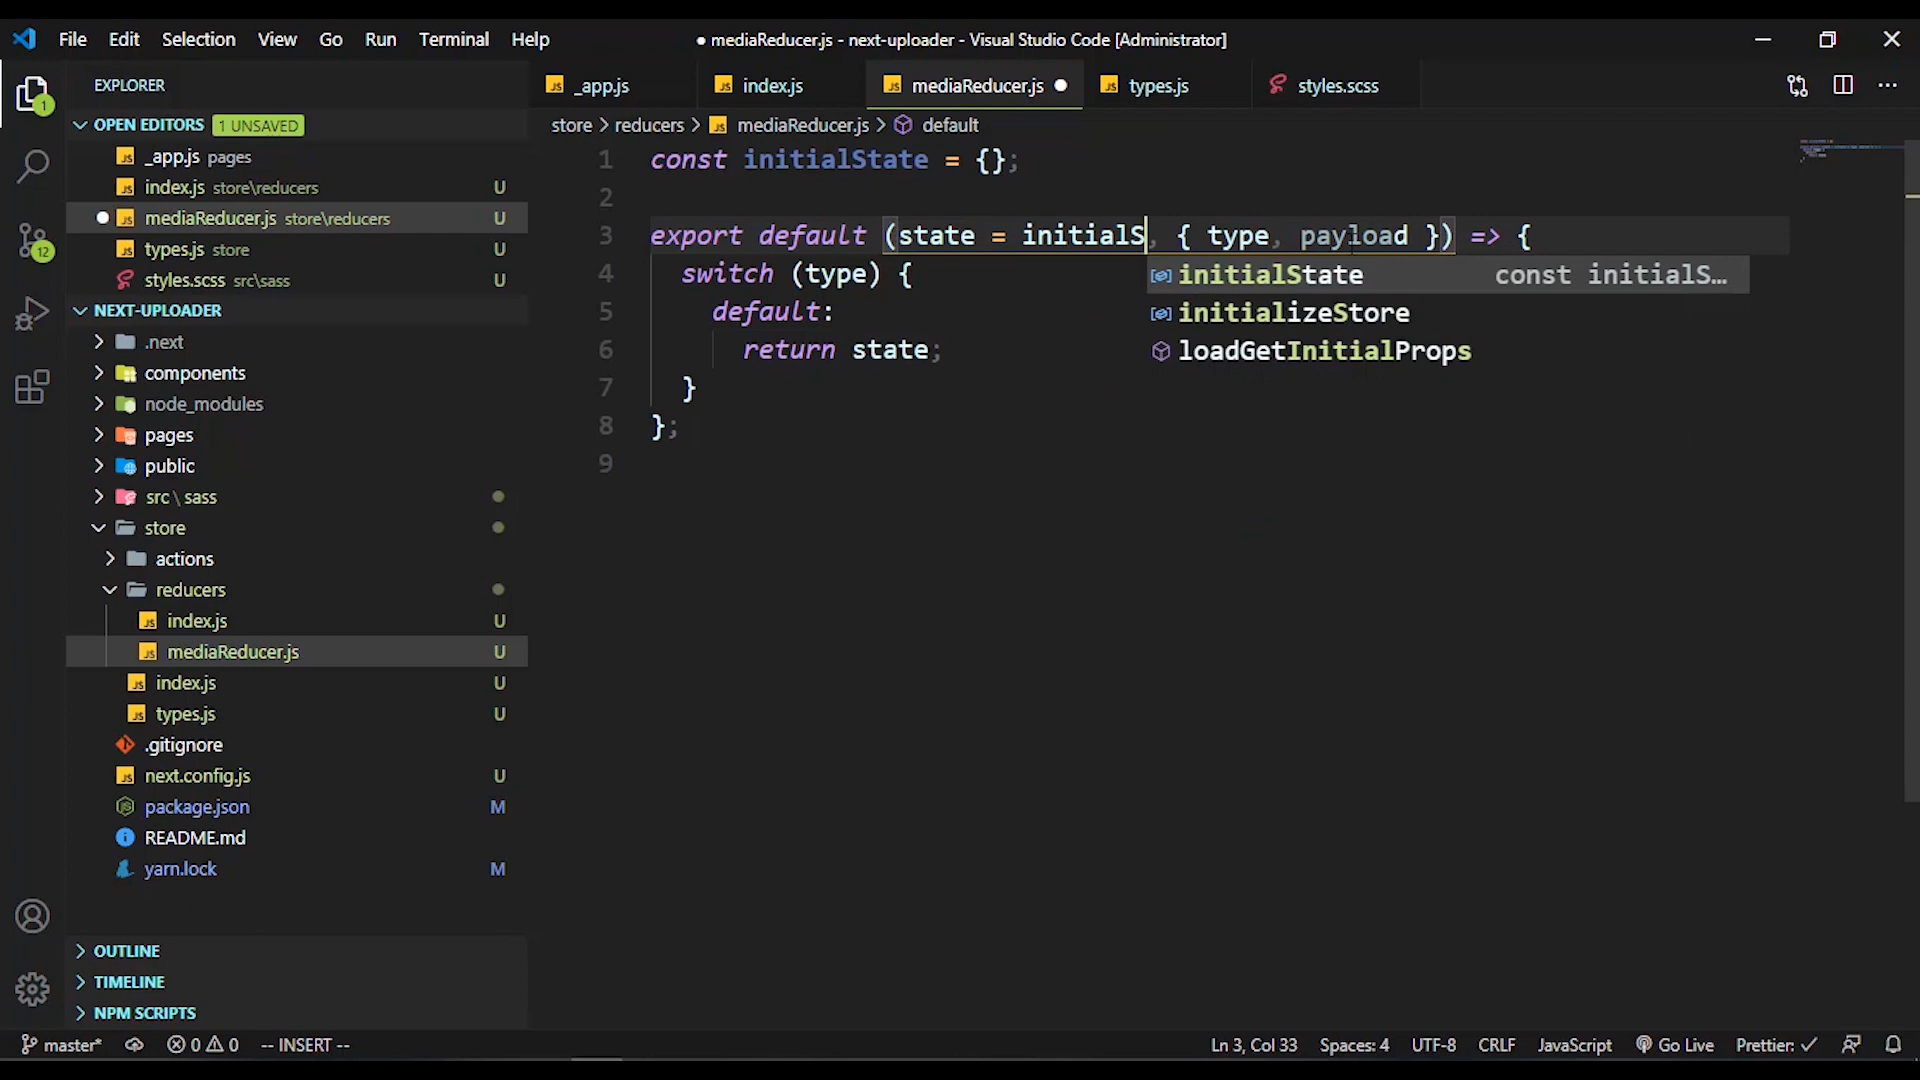 File Edit Selection View Go Run Terminal Help
● mediaReducer.js - next-uploader - Visual Studio Code [Administrator]
EXPLORER
OPEN EDITORS 1 UNSAVED
_app.js pages
index.js store\reducers U
mediaReducer.js store\reducers U
types.js store U
styles.scss src\sass U
NEXT-UPLOADER
.next
components
node_modules
pages
public
src \ sass
store
actions
reducers
index.js U
mediaReducer.js U
index.js U
types.js U
.gitignore
next.config.js U
package.json M
README.md
yarn.lock M
OUTLINE
TIMELINE
NPM SCRIPTS
1
12
_app.js index.js mediaReducer.js types.js styles.scss
store > reducers > JS mediaReducer.js > default
1 const initialState = {};
2
3 export default (state = initialS, { type, payload }) => {
4 switch (type) {
5 default:
6 return state;
7 }
8 };
9
initialState const initialS…
initializeStore
loadGetInitialProps
master* 0 0 -- INSERT -- Ln 3, Col 33 Spaces: 4 UTF-8 CRLF JavaScript Go Live Prettier: ✓